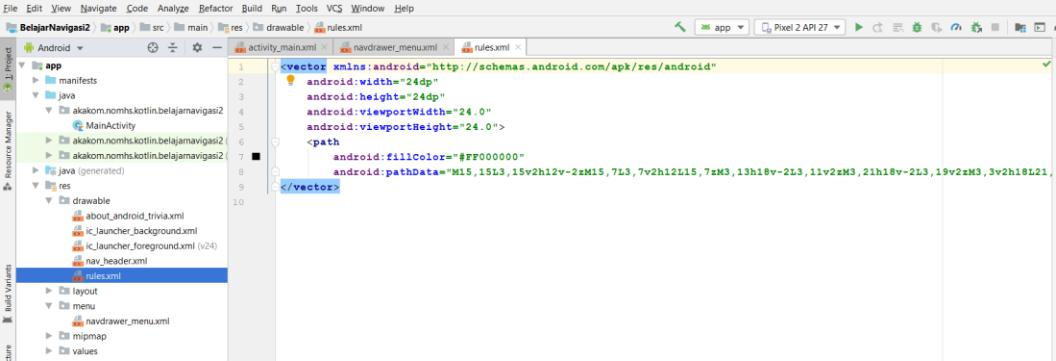 File Edit View Navigate Code Analyze Refactor Build Run Tools VCS Window Help
BelajarNavigasi2 app src main res drawable rules.xml app Pixel 2 API 27
Android activity_main.xml navdrawer_menu.xml rules.xml
1: Project
Resource Manager
Build Variants
app
manifests
java
akakom.nomhs.kotlin.belajarnavigasi2
MainActivity
akakom.nomhs.kotlin.belajarnavigasi2 (
akakom.nomhs.kotlin.belajarnavigasi2 (
java (generated)
res
drawable
about_android_trivia.xml
ic_launcher_background.xml
ic_launcher_foreground.xml (v24)
nav_header.xml
rules.xml
layout
menu
navdrawer_menu.xml
mipmap
values
1 <vector xmlns:android="http://schemas.android.com/apk/res/android"
2 android:width="24dp"
3 android:height="24dp"
4 android:viewportWidth="24.0"
5 android:viewportHeight="24.0">
6 <path
7 android:fillColor="#FF000000"
8 android:pathData="M15,15L3,15v2h12v-2zM15,7L3,7v2h12L15,7zM3,13h18v-2L3,11v2zM3,21h18v-2L3,19v2zM3,3v2h18L21,
9 </vector>
10